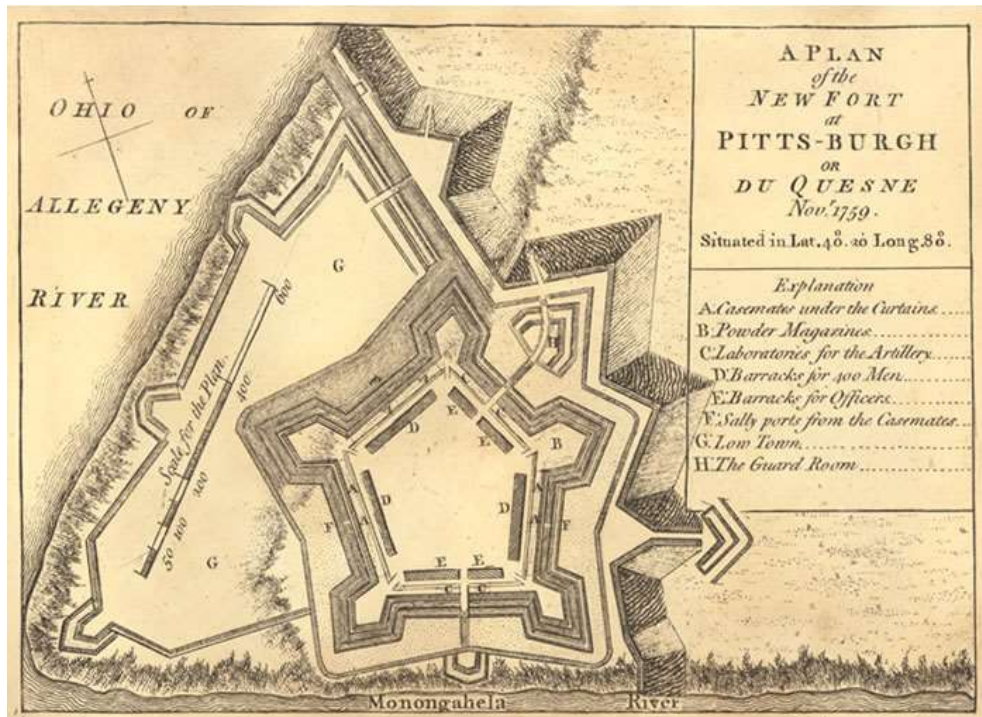 A PLAN
of the
NEW FORT
at
PITTS-BURGH
OR
DU QUESNE
Nov.r 1759.
Situated in Lat. 40. 20 Long. 80.
Explanation
A. Casemates under the Curtains
B. Powder Magazines
C. Laboratories for the Artillery
D. Barracks for 400 Men
E. Barracks for Officers
F. Sally ports from the Casemates
G. Low Town
H. The Guard Room
OHIO OF
ALLEGENY
RIVER
Scale for the Plan.
50 100 200 400 600
G
G
H
F
D
E
C
E
B
A
D
F
A
D
A
A
F
E
E
C
C
Monongahela River